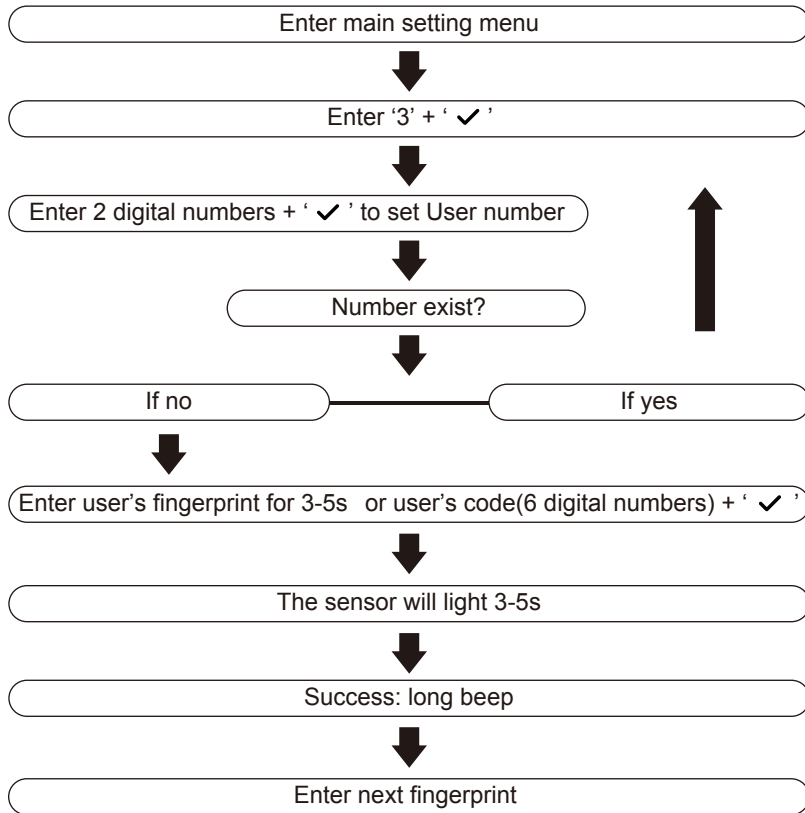 Enter main setting menu
Enter ‘3’ + ‘ ✓ ’
Enter 2 digital numbers + ‘ ✓ ’ to set User number
Number exist?
If no
If yes
Enter user’s fingerprint for 3-5s or user’s code(6 digital numbers) + ‘ ✓ ’
The sensor will light 3-5s
Success: long beep
Enter next fingerprint